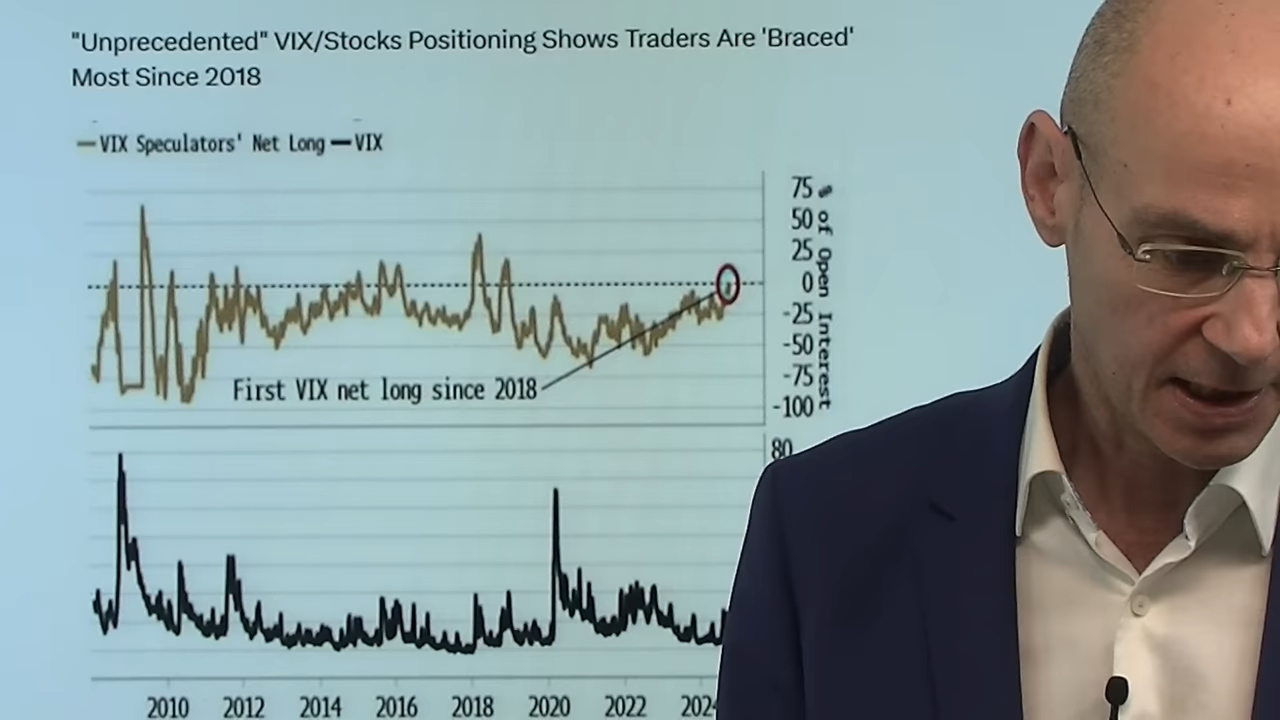 "Unprecedented" VIX/Stocks Positioning Shows Traders Are 'Braced'
Most Since 2018
VIX Speculators' Net Long VIX
75
50
25
0
-25
-50
-75
-100
% of Open Interest
First VIX net long since 2018
80
2010 2012 2014 2016 2018 2020 2022